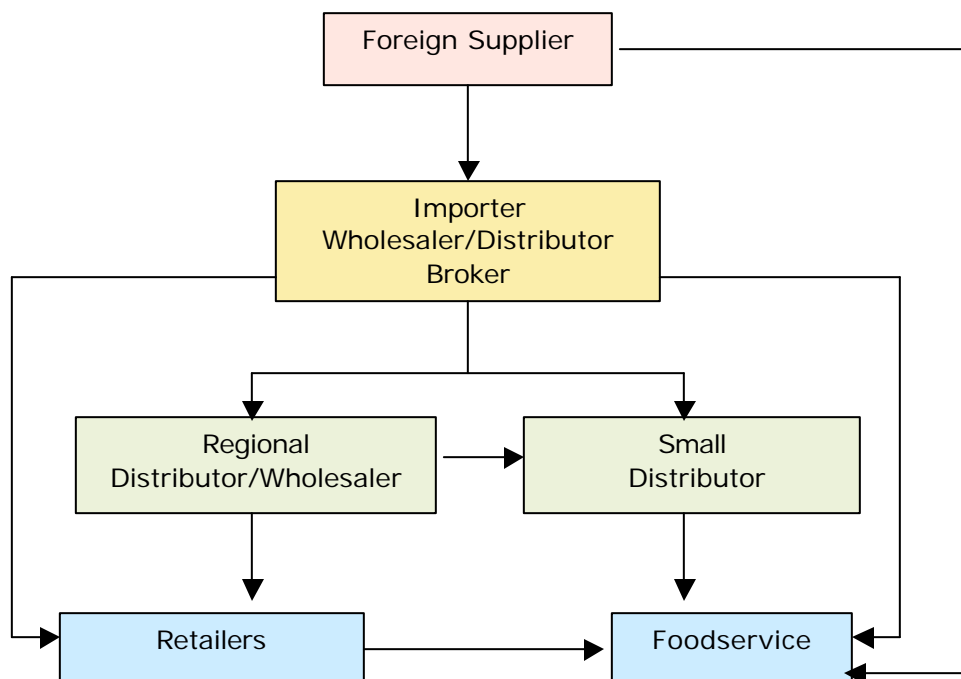 Foreign Supplier
Importer
Wholesaler/Distributor
Broker
Regional
Distributor/Wholesaler
Small
Distributor
Retailers
Foodservice